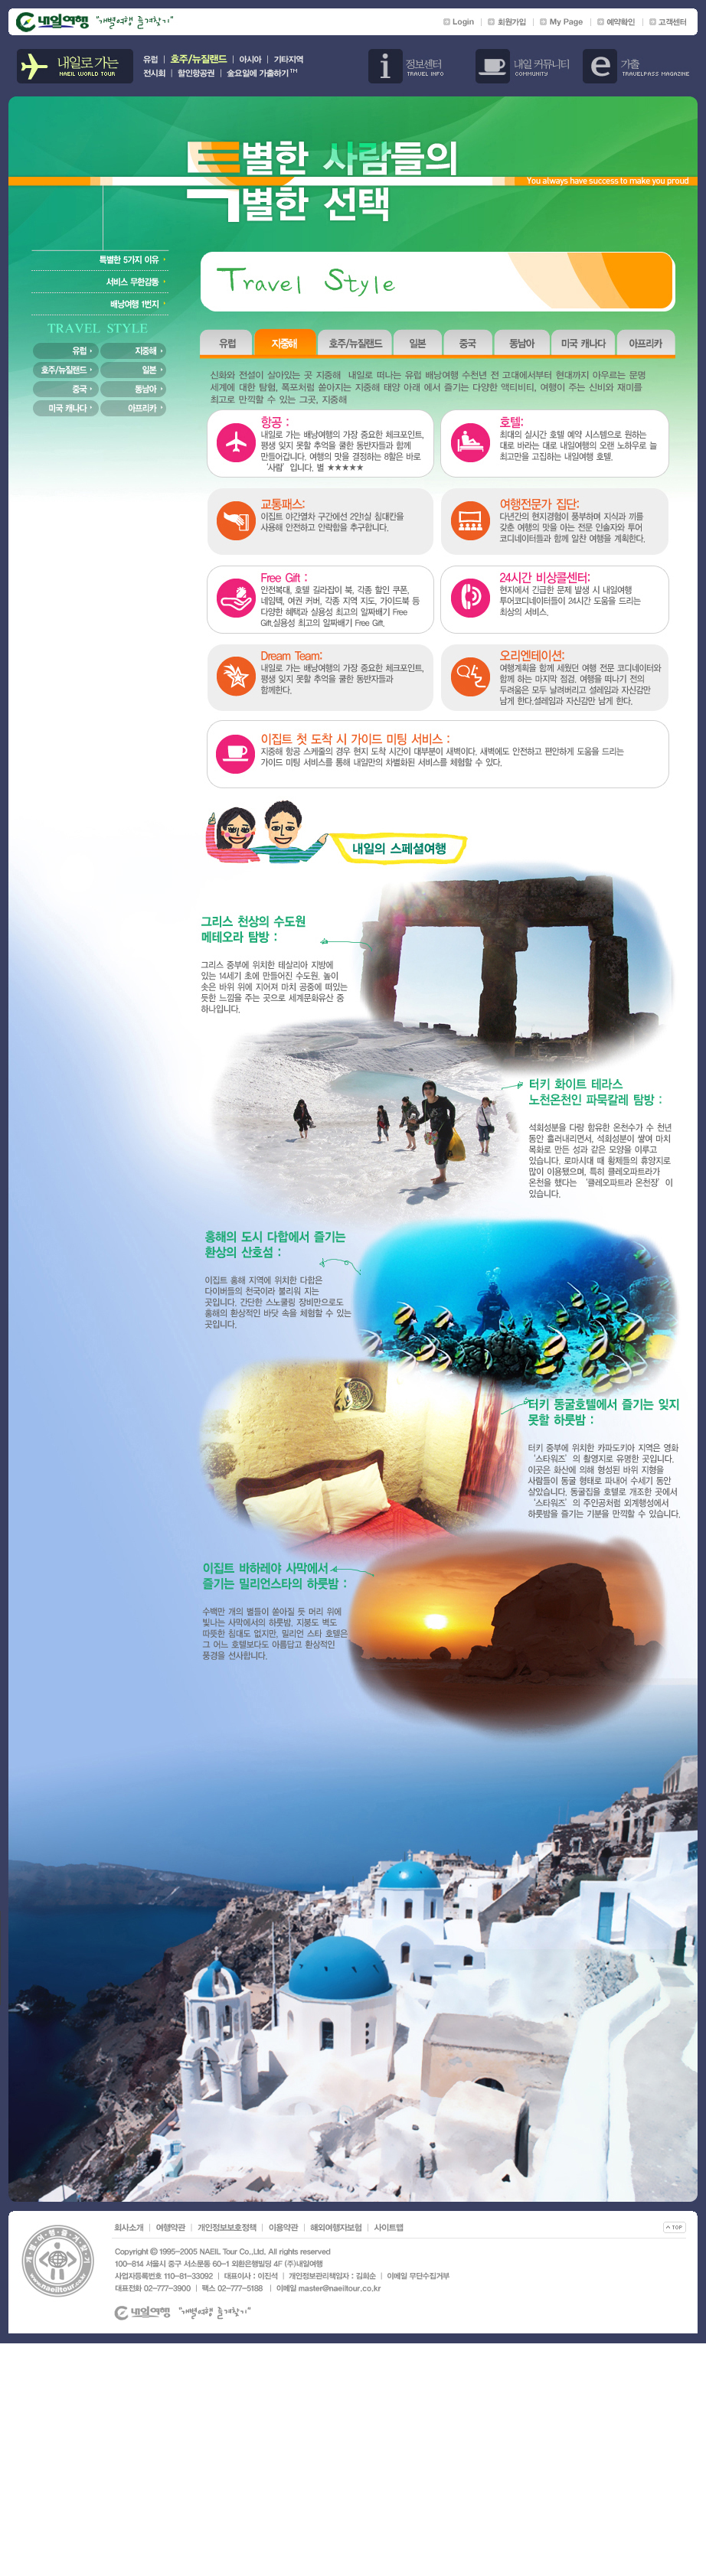 내일여행 "개별여행 즐겨찾기"
Login 회원가입 My Page 예약확인 고객센터
내일로 가는
NAEIL WORLD TOUR
유럽 호주/뉴질랜드 아시아 기타지역
전시회 할인항공권 금요일에 가출하기TM
정보센터
TRAVEL INFO
내일 커뮤니티
COMMUNITY
가출
TRAVELPASS MAGAZINE
특별한 사람들의
특별한 선택
You always have success to make you proud
특별한 5가지 이유
서비스 무한감동
배낭여행 1번지
TRAVEL STYLE
유럽 지중해
호주/뉴질랜드 일본
중국 동남아
미국 캐나다 아프리카
Travel Style
유럽 지중해 호주/뉴질랜드 일본 중국 동남아 미국 캐나다 아프리카
신화와 전설이 살아있는 곳 지중해 내일로 떠나는 유럽 배낭여행 수천년 전 고대에서부터 현대까지 아우르는 문명
세계에 대한 탐험, 폭포처럼 쏟아지는 지중해 태양 아래 에서 즐기는 다양한 액티비티, 여행이 주는 신비와 재미를
최고로 만끽할 수 있는 그곳, 지중해
항공 :
내일로 가는 배낭여행의 가장 중요한 체크포인트,
평생 잊지 못할 추억을 쿨한 동반자들과 함께
만들어갑니다. 여행의 맛을 결정하는 8할은 바로
‘사람’ 입니다. 별 ★★★★★
호텔:
최대의 실시간 호텔 예약 시스템으로 원하는
대로 바라는 대로 내일여행의 오랜 노하우로 늘
최고만을 고집하는 내일여행 호텔.
교통패스:
이집트 야간열차 구간에선 2인1실 침대칸을
사용해 안전하고 안락함을 추구합니다.
여행전문가 집단:
다년간의 현지경험이 풍부하며 지식과 끼를
갖춘 여행의 맛을 아는 전문 인솔자와 투어
코디네이터들과 함께 알찬 여행을 계획한다.
Free Gift :
안전복대, 호텔 길라잡이 북, 각종 할인 쿠폰,
네임텍, 여권 커버, 각종 지역 지도, 가이드북 등
다양한 혜택과 실용성 최고의 알짜배기 Free
Gift.실용성 최고의 알짜배기 Free Gift.
24시간 비상콜센터:
현지에서 긴급한 문제 발생 시 내일여행
투어코디네이터들이 24시간 도움을 드리는
최상의 서비스.
Dream Team:
내일로 가는 배낭여행의 가장 중요한 체크포인트,
평생 잊지 못할 추억을 쿨한 동반자들과
함께한다.
오리엔테이션:
여행계획을 함께 세웠던 여행 전문 코디네이터와
함께 하는 마지막 점검. 여행을 떠나기 전의
두려움은 모두 날려버리고 설레임과 자신감만
남게 한다.설레임과 자신감만 남게 한다.
이집트 첫 도착 시 가이드 미팅 서비스 :
지중해 항공 스케줄의 경우 현지 도착 시간이 대부분이 새벽이다. 새벽에도 안전하고 편안하게 도움을 드리는
가이드 미팅 서비스를 통해 내일만의 차별화된 서비스를 체험할 수 있다.
내일의 스페셜여행
그리스 천상의 수도원
메테오라 탐방 :
그리스 중부에 위치한 테살리아 지방에
있는 14세기 초에 만들어진 수도원. 높이
솟은 바위 위에 지어져 마치 공중에 떠있는
듯한 느낌을 주는 곳으로 세계문화유산 중
하나입니다.
터키 화이트 테라스
노천온천인 파묵칼레 탐방 :
석회성분을 다량 함유한 온천수가 수 천년
동안 흘러내리면서, 석회성분이 쌓여 마치
목화로 만든 성과 같은 모양을 이루고
있습니다. 로마시대 때 황제들의 휴양지로
많이 이용됐으며, 특히 클레오파트라가
온천을 했다는 ‘클레오파트라 온천장’이
있습니다.
홍해의 도시 다합에서 즐기는
환상의 산호섬 :
이집트 홍해 지역에 위치한 다합은
다이버들의 천국이라 불리워 지는
곳입니다. 간단한 스노쿨링 장비만으로도
홍해의 환상적인 바닷 속을 체험할 수 있는
곳입니다.
터키 동굴호텔에서 즐기는 잊지
못할 하룻밤 :
터키 중부에 위치한 카파도키아 지역은 영화
‘스타워즈’의 촬영지로 유명한 곳입니다.
이곳은 화산에 의해 형성된 바위 지형을
사람들이 동굴 형태로 파내어 수세기 동안
살았습니다. 동굴집을 호텔로 개조한 곳에서
‘스타워즈’의 주인공처럼 외계행성에서
하룻밤을 즐기는 기분을 만끽할 수 있습니다.
이집트 바하레야 사막에서
즐기는 밀리언스타의 하룻밤 :
수백만 개의 별들이 쏟아질 듯 머리 위에
빛나는 사막에서의 하룻밤. 지붕도 벽도
따뜻한 침대도 없지만, 밀리언 스타 호텔은
그 어느 호텔보다도 아름답고 환상적인
풍경을 선사합니다.
회사소개 여행약관 개인정보보호정책 이용약관 해외여행자보험 사이트맵
TOP
Copyright © 1995-2005 NAEIL Tour Co.,Ltd. All rights reserved
100-814 서울시 중구 서소문동 60-1 외환은행빌딩 4F (주)내일여행
사업자등록번호 110-81-33092 대표이사 : 이진석 개인정보관리책임자 : 김희순 이메일 무단수집거부
대표전화 02-777-3900 팩스 02-777-5188 이메일 master@naeiltour.co.kr
내일여행 "개별여행 즐겨찾기"
개별여행즐겨찾기
www.naeiltour.co.kr